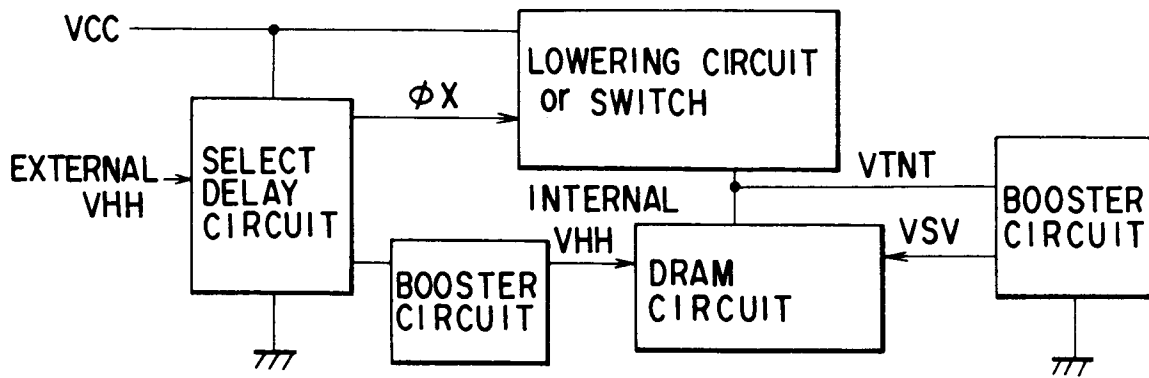 VCC
LOWERING CIRCUIT
or SWITCH
ϕX
EXTERNAL
VHH
SELECT
DELAY
CIRCUIT
VTNT
BOOSTER
CIRCUIT
INTERNAL
VHH
VSV
BOOSTER
CIRCUIT
DRAM
CIRCUIT